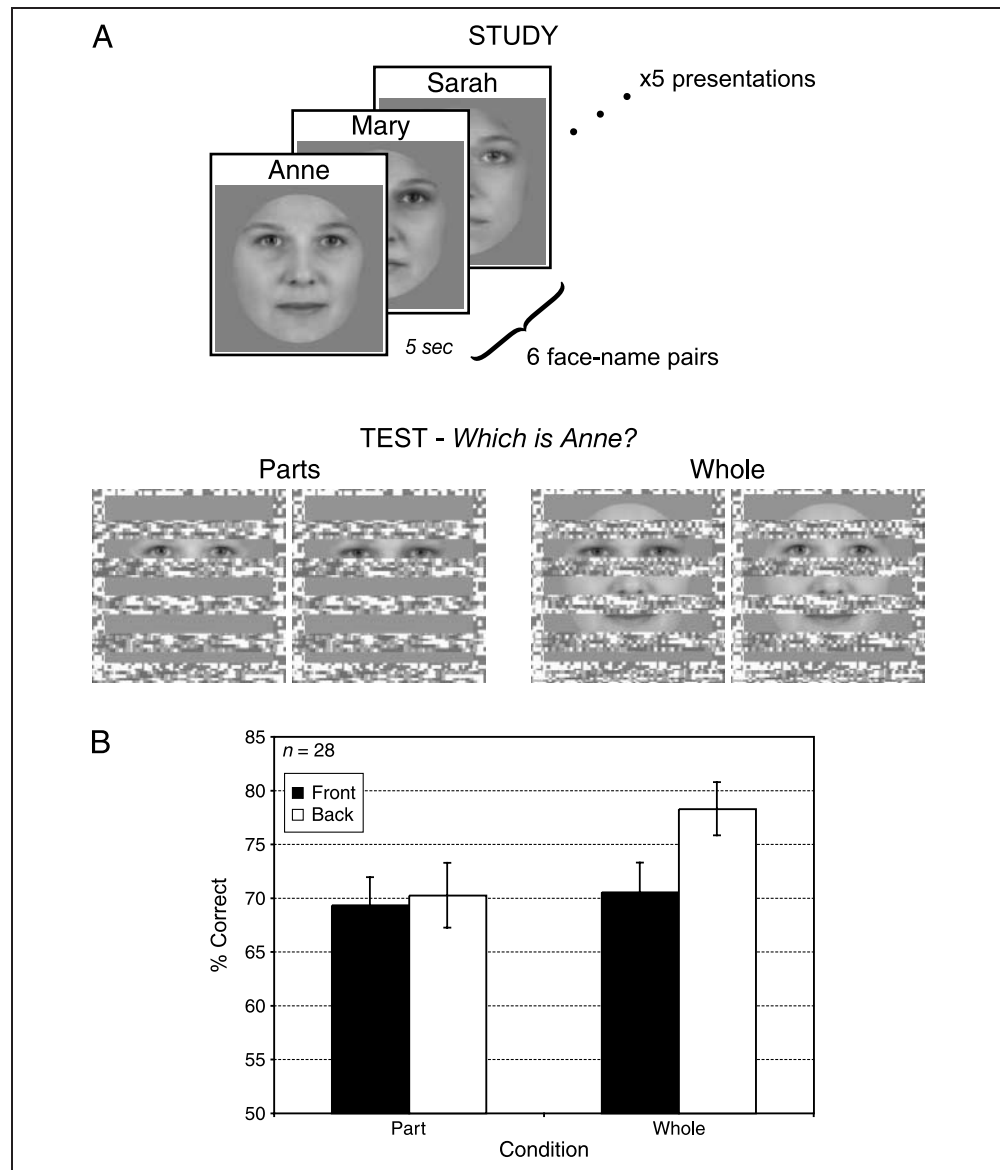 A
STUDY
x5 presentations
Sarah
Mary
Anne
5 sec
6 face-name pairs
TEST - Which is Anne?
Parts Whole
B
85
80
75
70
65
60
55
50
% Correct
n = 28
Front
Back
Part Whole
Condition